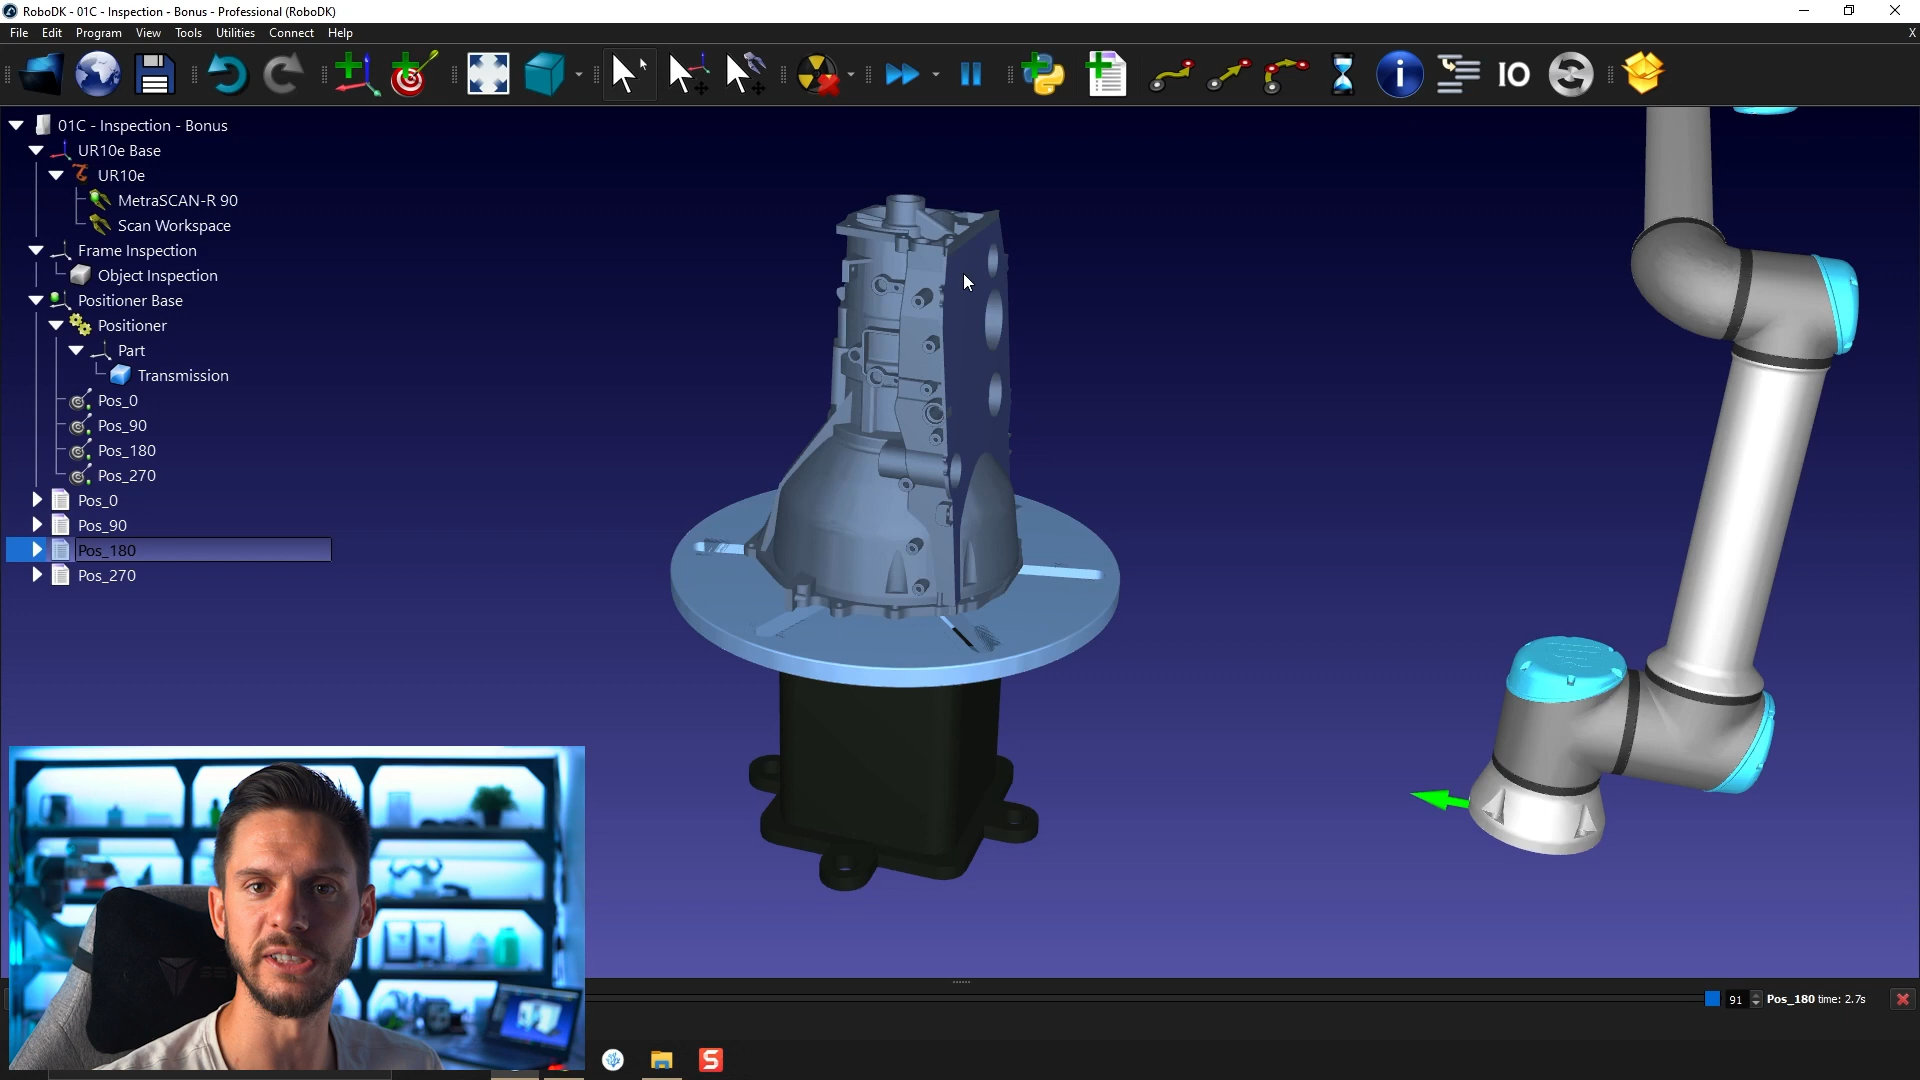 RoboDK - 01C - Inspection - Bonus - Professional (RoboDK)
File Edit Program View Tools Utilities Connect Help
X
IO
01C - Inspection - Bonus
UR10e Base
UR10e
MetraSCAN-R 90
Scan Workspace
Frame Inspection
Object Inspection
Positioner Base
Positioner
Part
Transmission
Pos_0
Pos_90
Pos_180
Pos_270
Pos_0
Pos_90
Pos_180
Pos_270
91 Pos_180 time: 2.7s
S